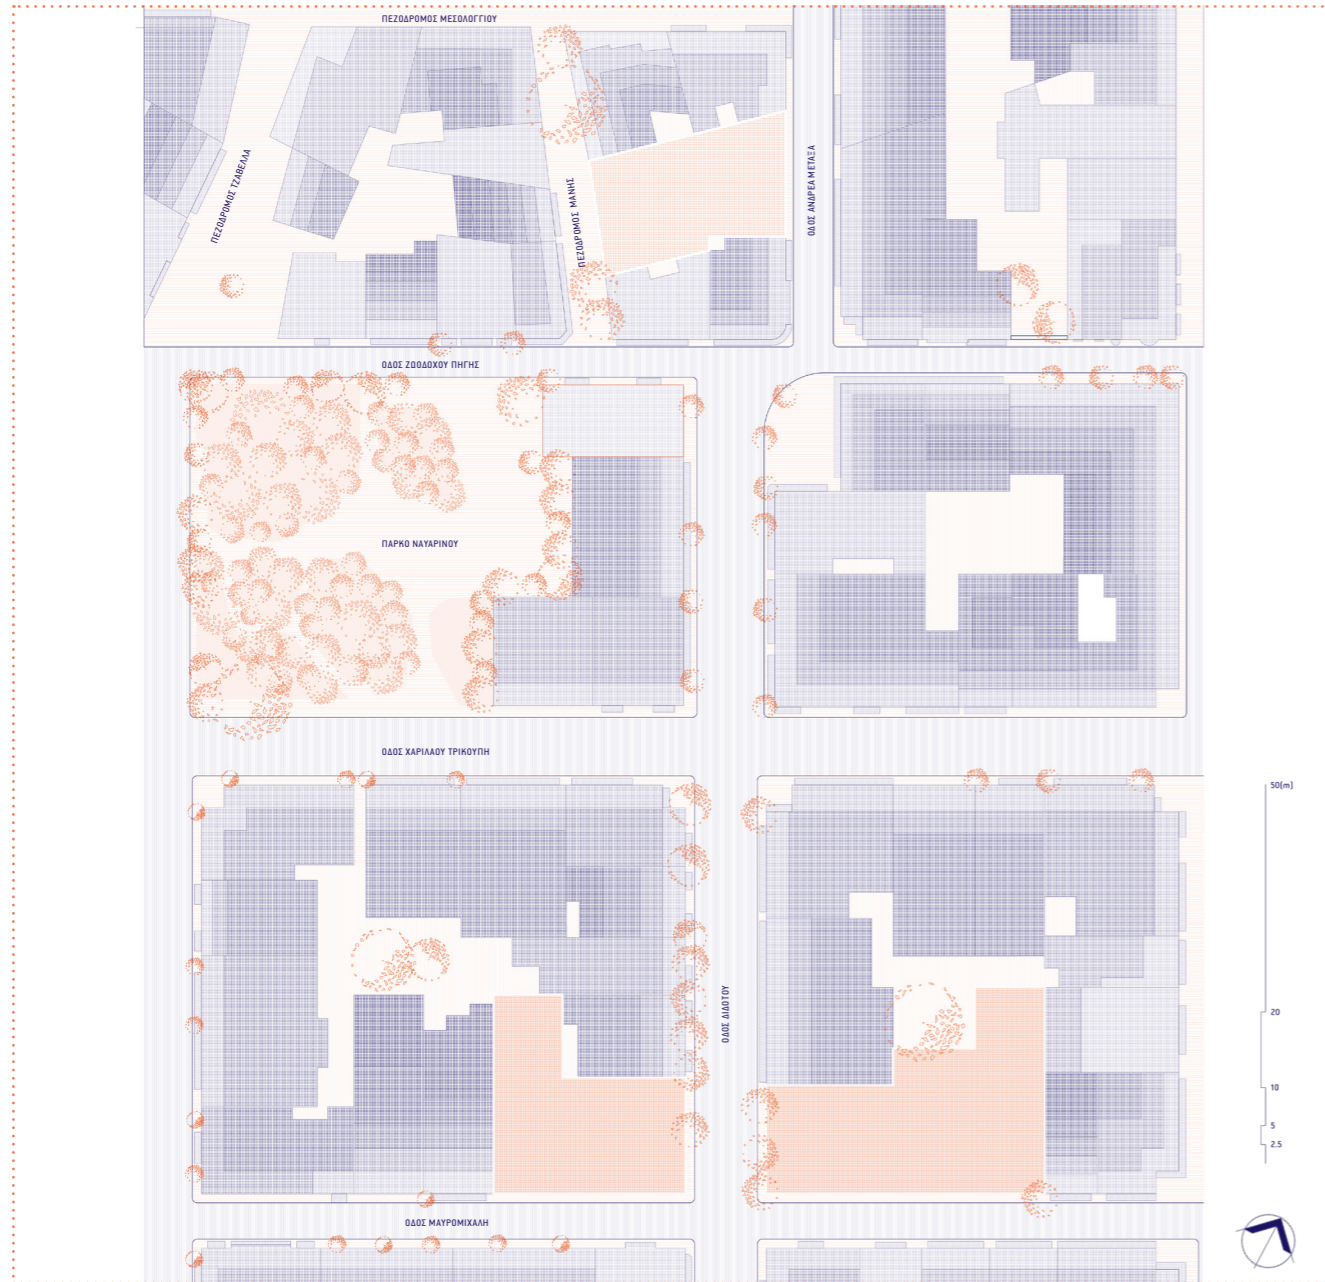 ΠΕΖΟΔΡΟΜΟΣ ΜΕΣΟΛΟΓΓΙΟΥ
ΠΕΖΟΔΡΟΜΟΣ ΤΖΑΒΕΛΛΑ
ΠΕΖΟΔΡΟΜΟΣ ΜΑΝΗΣ
ΟΔΟΣ ΑΝΔΡΕΑ ΜΕΤΑΞΑ
ΟΔΟΣ ΖΟΟΔΟΧΟΥ ΠΗΓΗΣ
ΠΑΡΚΟ ΝΑΥΑΡΙΝΟΥ
ΟΔΟΣ ΧΑΡΙΛΑΟΥ ΤΡΙΚΟΥΠΗ
50(m)
ΟΔΟΣ ΔΙΔΟΤΟΥ
20
10
5
2.5
ΟΔΟΣ ΜΑΥΡΟΜΙΧΑΛΗ